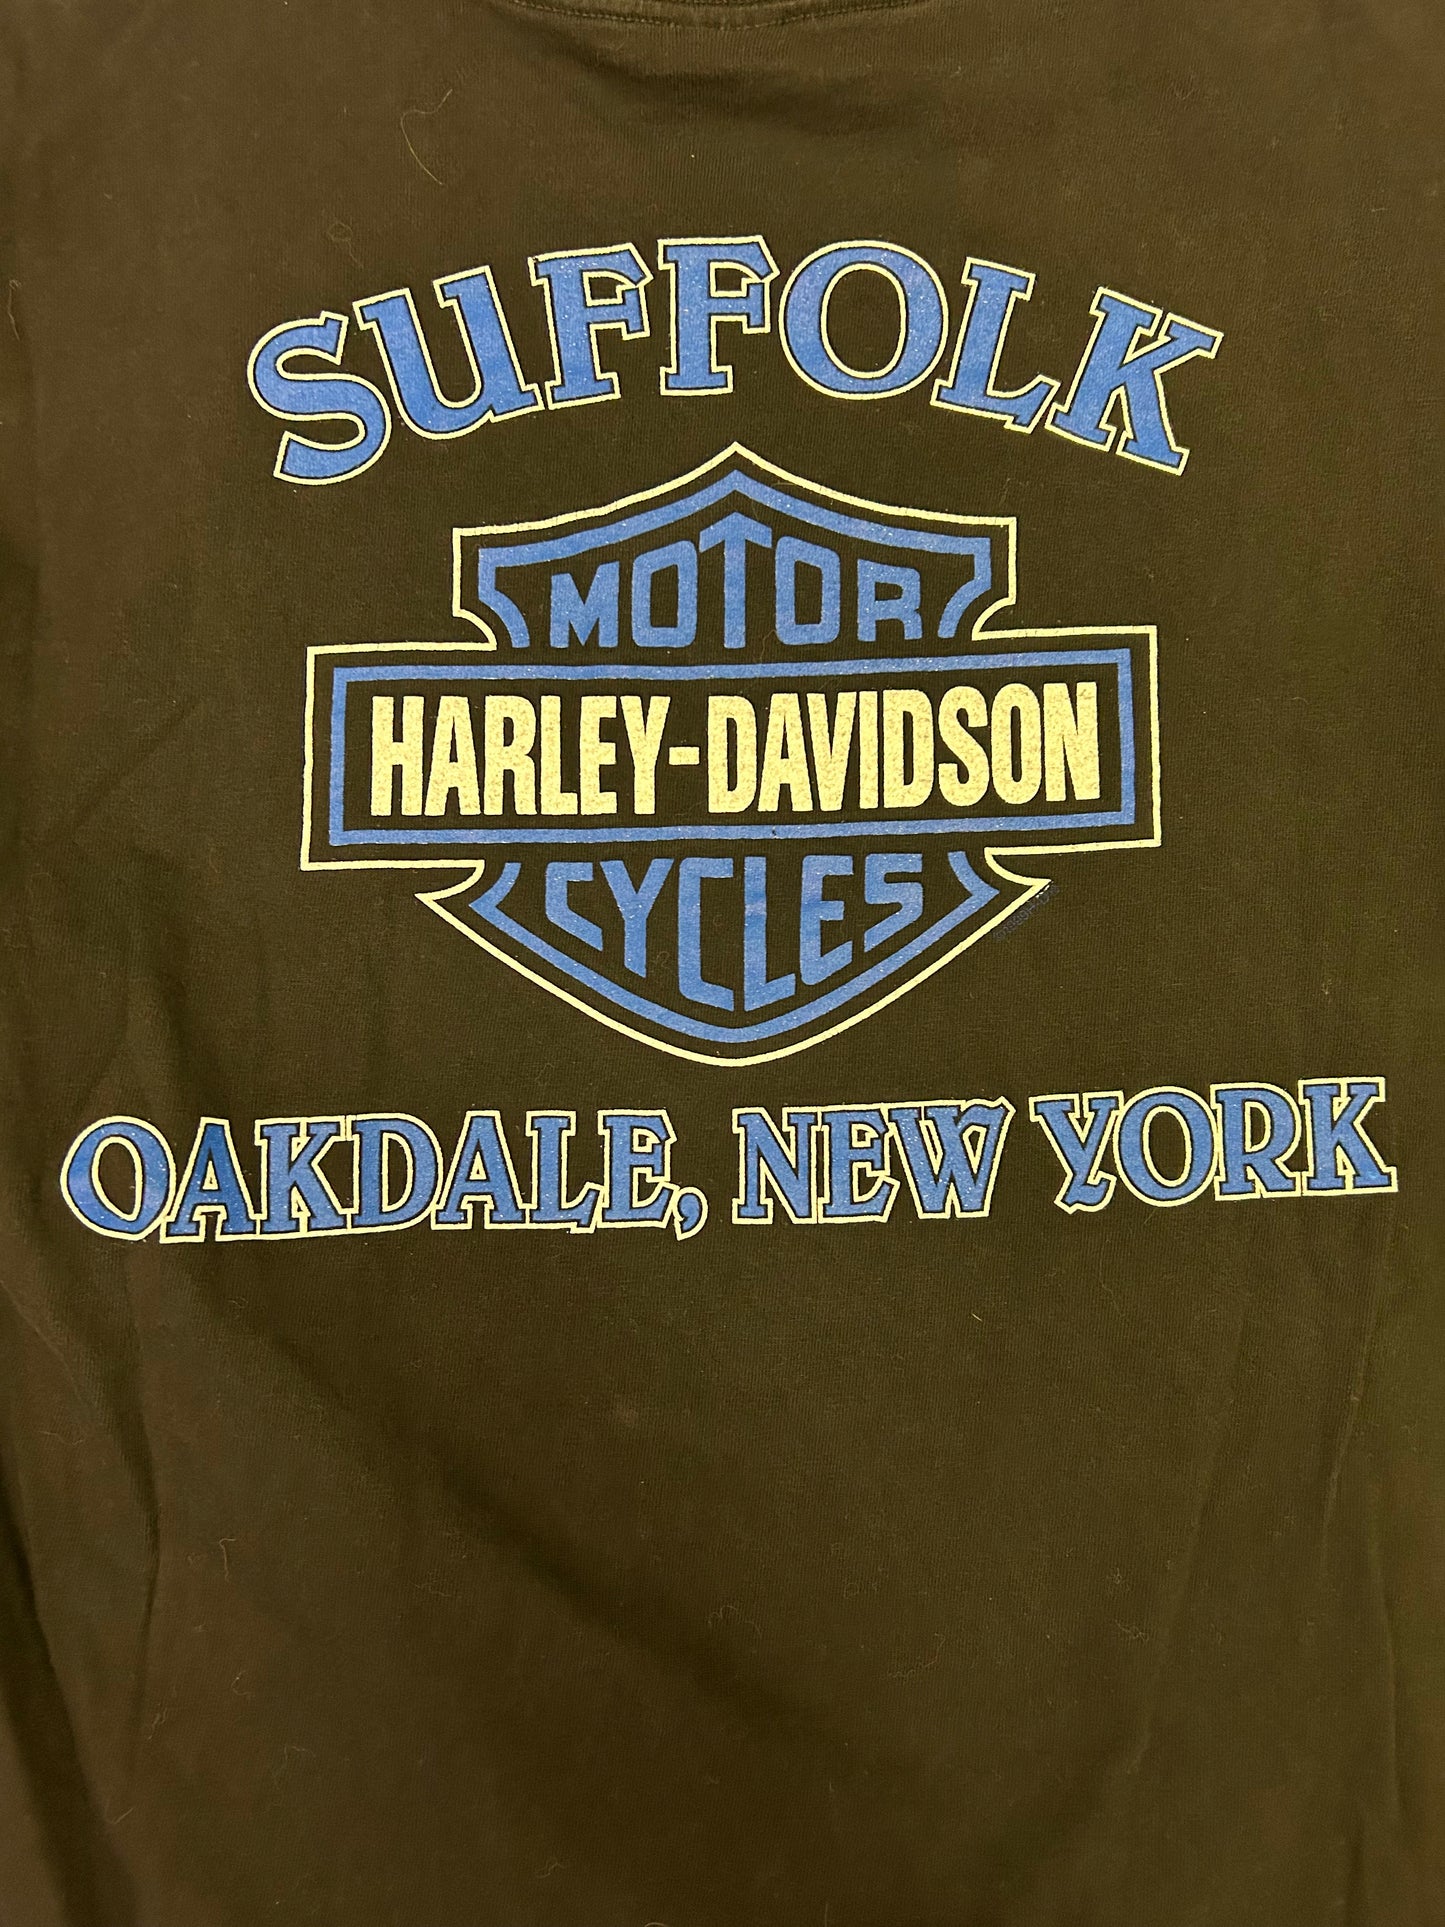 SUFFOLK
MOTOR
HARLEY-DAVIDSON
CYCLES
OAKDALE, NEW YORK